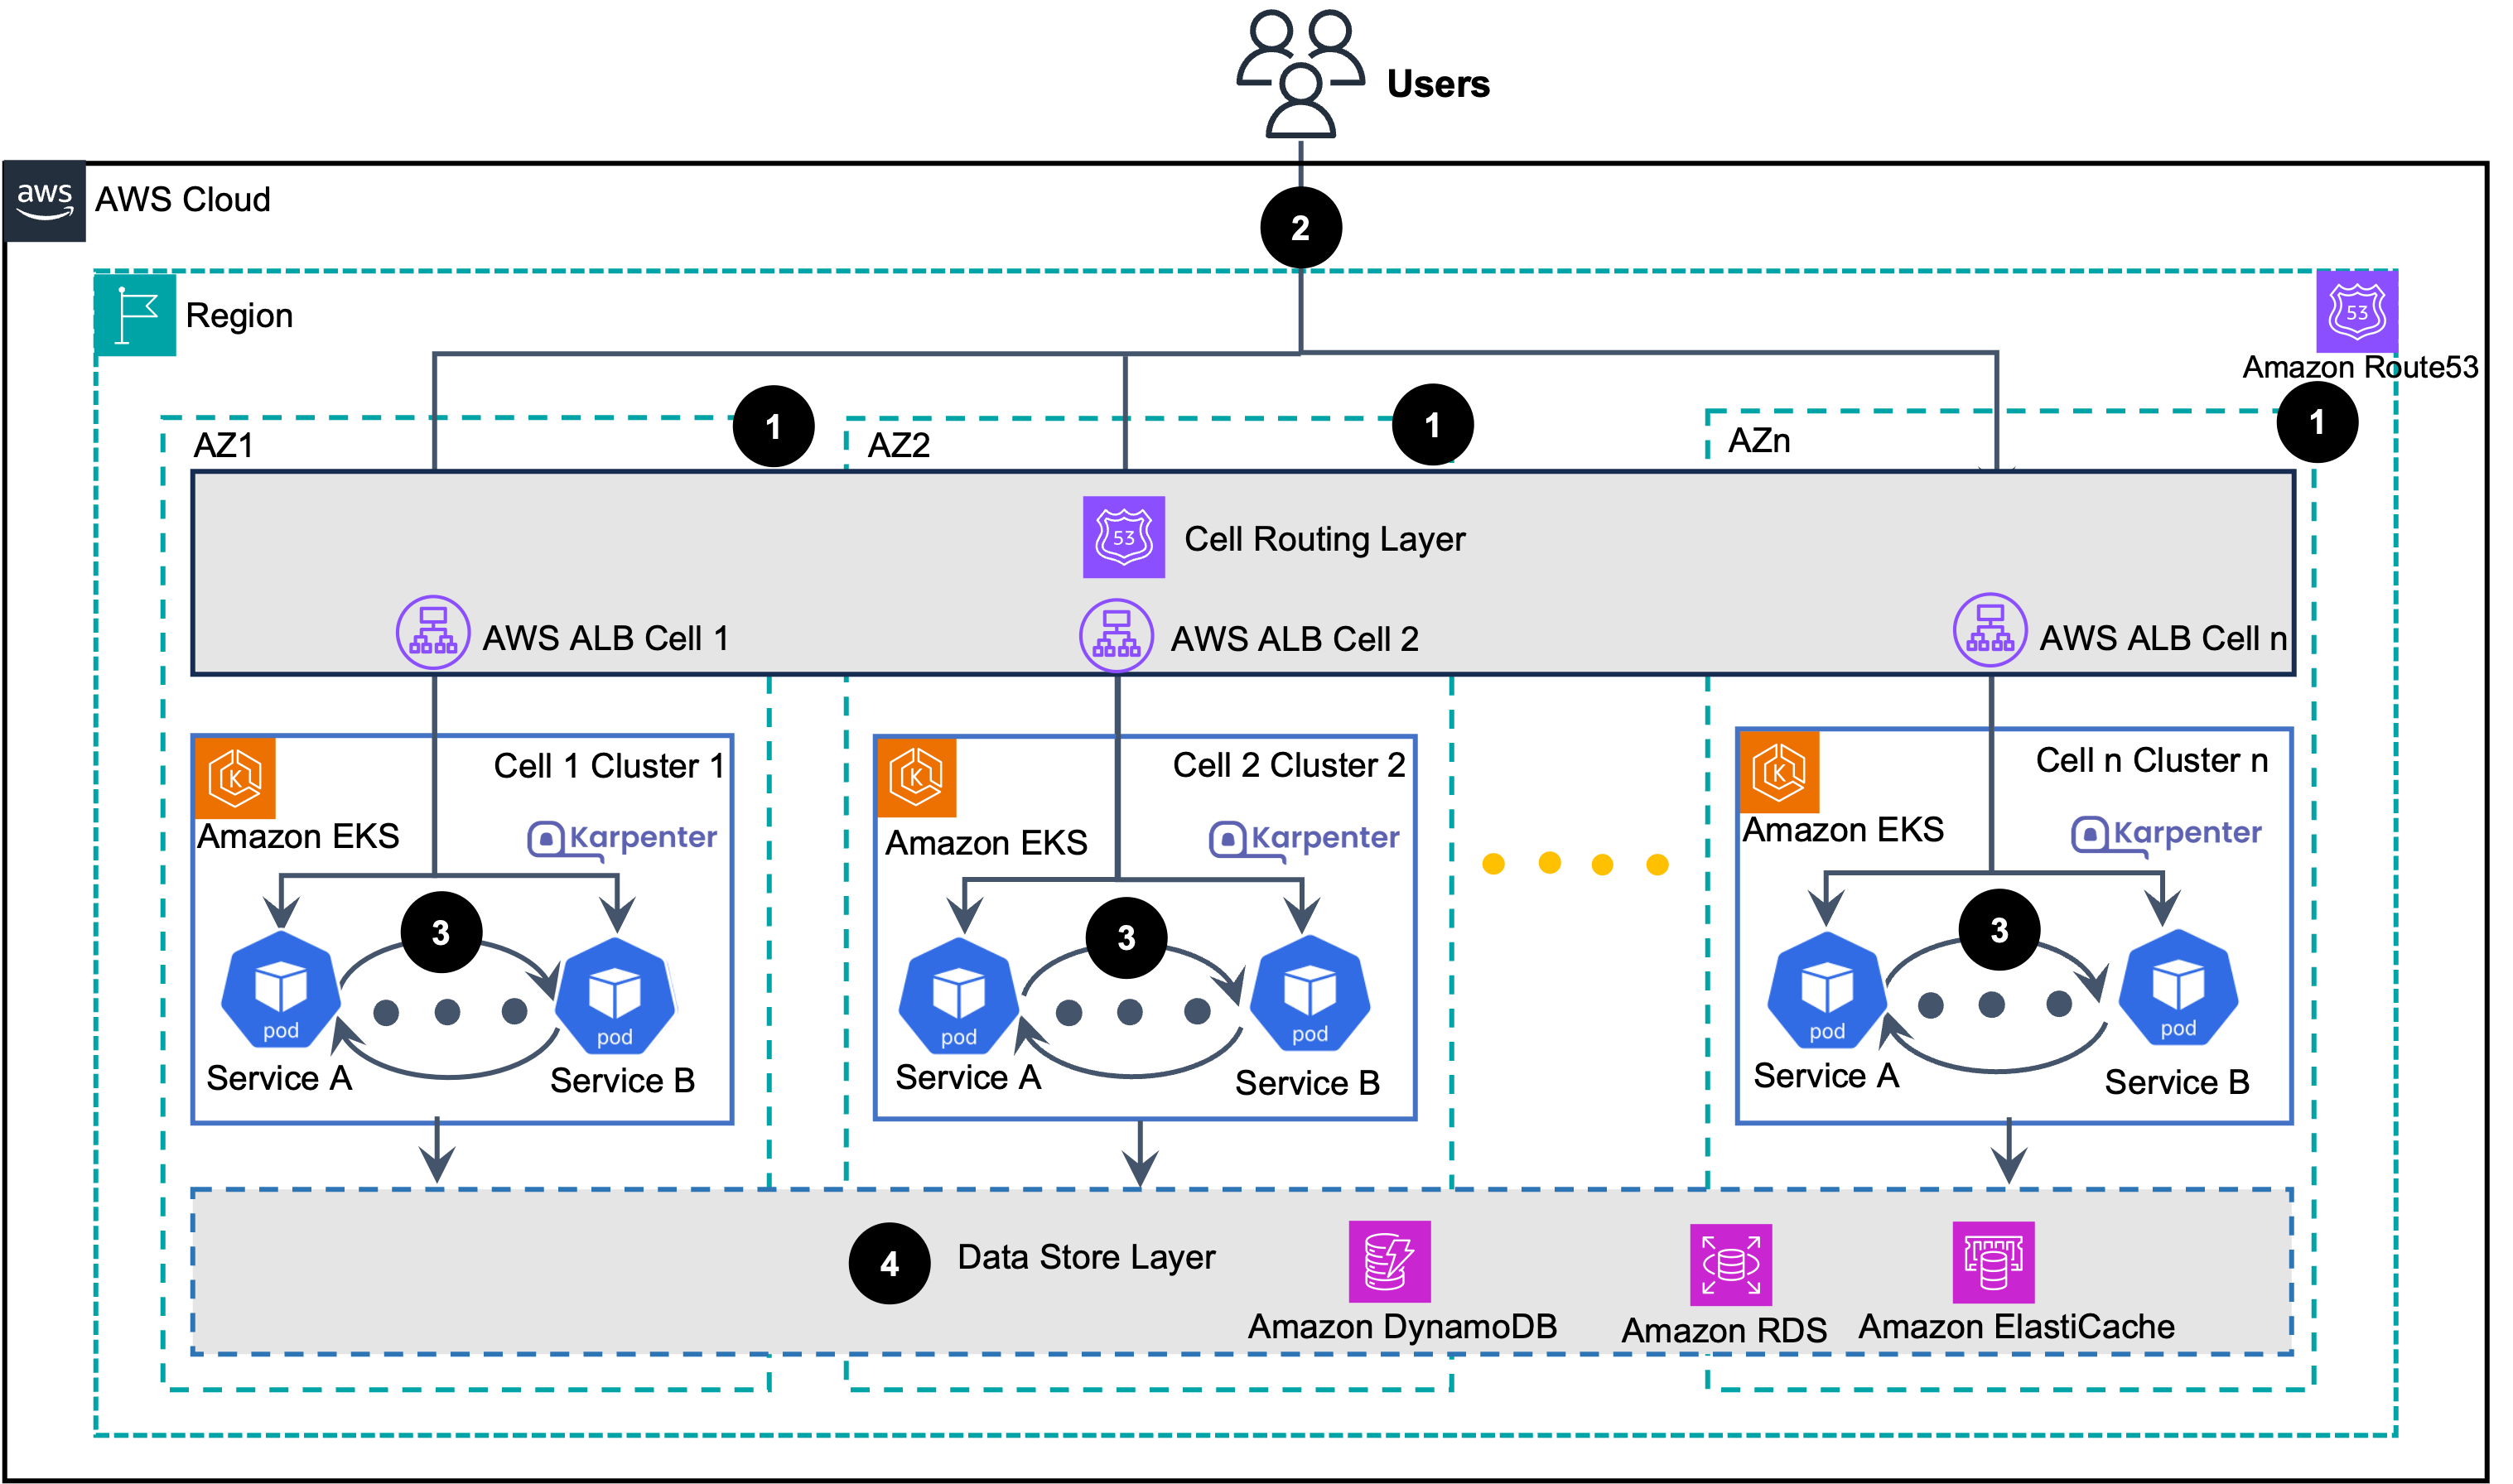 Users
aws
AWS Cloud
2
Region
53
Amazon Route53
1
1
1
AZ1
AZ2
AZn
53
Cell Routing Layer
AWS ALB Cell 1
AWS ALB Cell 2
AWS ALB Cell n
K
Cell 1 Cluster 1
Amazon EKS
Karpenter
3
pod
pod
Service A
Service B
K
Cell 2 Cluster 2
Amazon EKS
Karpenter
3
pod
pod
Service A
Service B
K
Cell n Cluster n
Amazon EKS
Karpenter
3
pod
pod
Service A
Service B
4
Data Store Layer
Amazon DynamoDB
Amazon RDS
Amazon ElastiCache